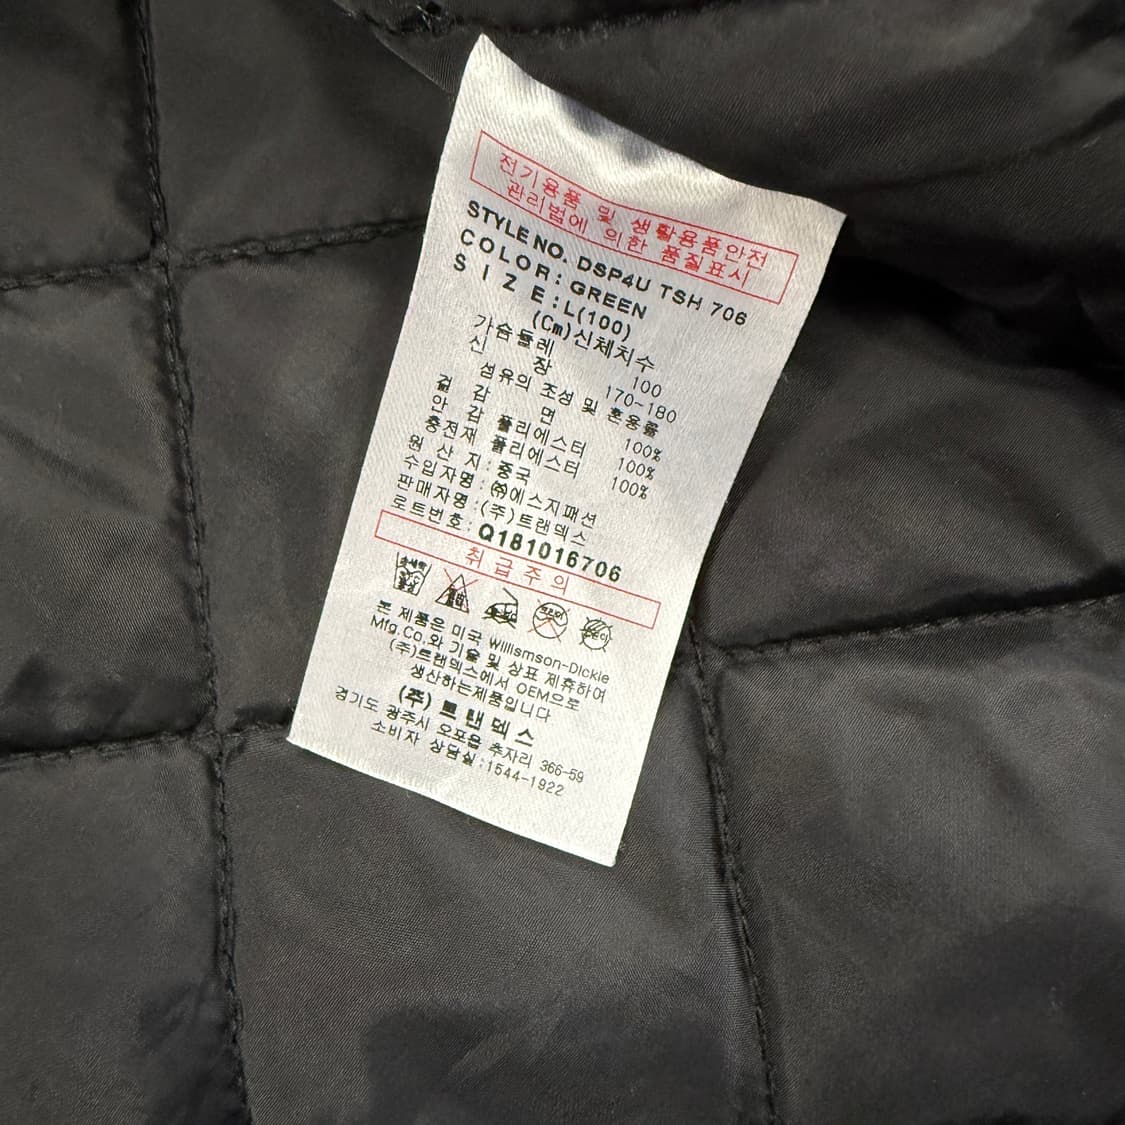 전기용품 및 생활용품안전
관리법에 의한 품질표시
STYLE NO. DSP4U TSH 706
COLOR: GREEN
SIZE: L(100)
(Cm)신체치수
가슴둘레 100
신 장 170-180
섬유의 조성 및 혼용률
겉 감 면 100%
안 감 폴리에스터 100%
충전재 폴리에스터 100%
원 산 지: 중국
수입자명: ㈜에스지패션
판매자명: (주)트랜덱스
로트번호: Q181016706
취급주의
본 제품은 미국 Willismson-Dickie
Mfg.Co.와 기술 및 상표 제휴하여
(주)트랜덱스에서 OEM으로
생산하는제품입니다
(주) 트랜덱스
경기도 광주시 오포읍 추자리 366-59
소비자 상담실:1544-1922